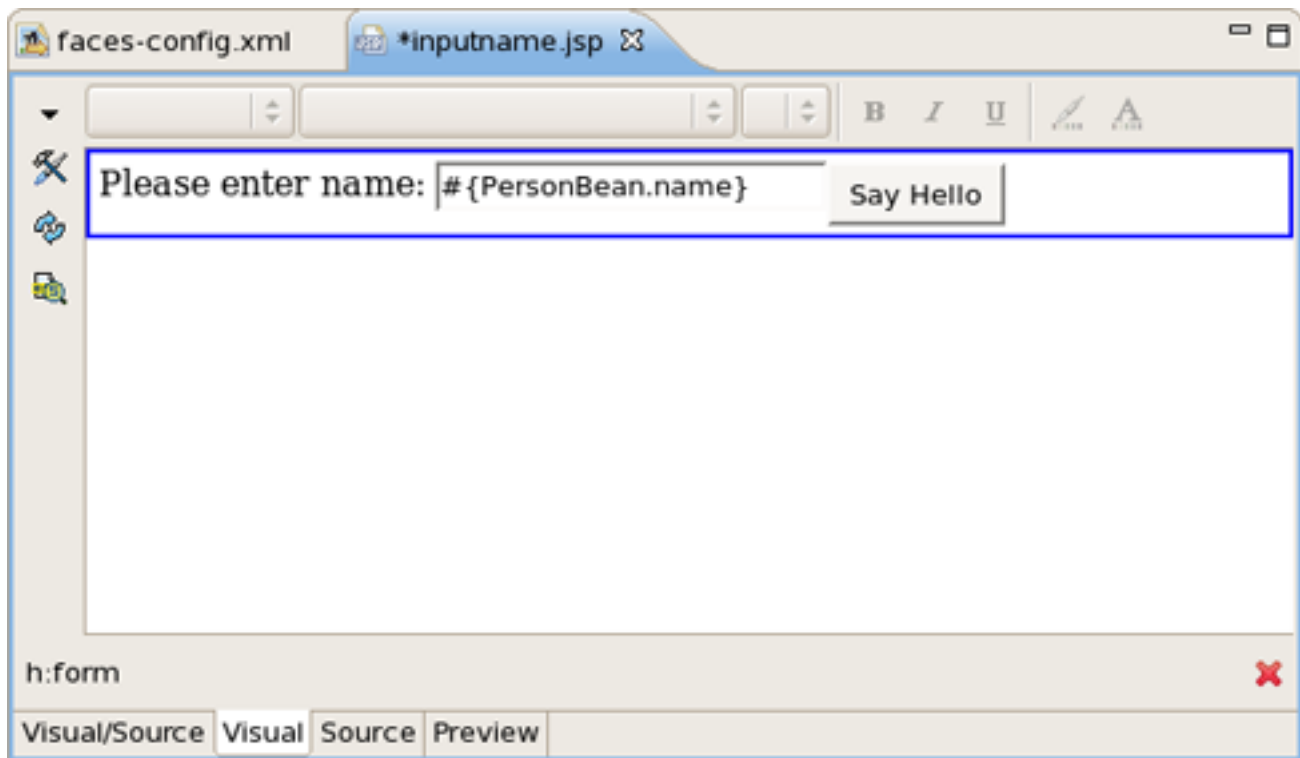 faces-config.xml *inputname.jsp
B I U A
Please enter name: #{PersonBean.name} Say Hello
h:form
Visual/Source Visual Source Preview